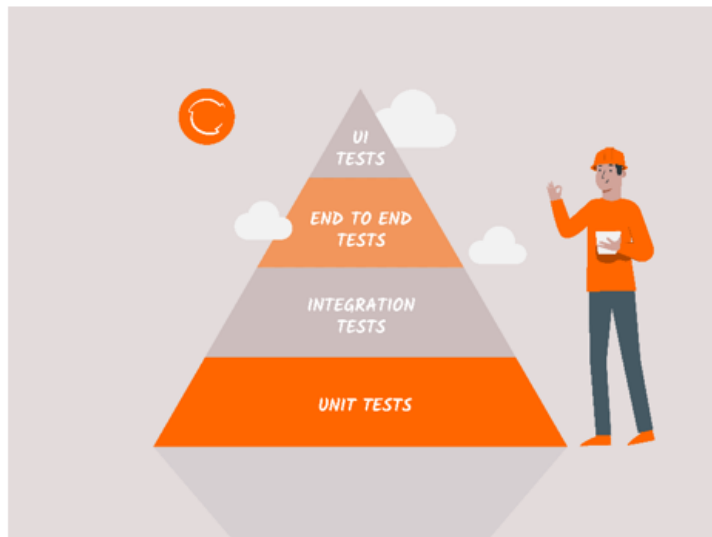 UI
TESTS
END TO END
TESTS
INTEGRATION
TESTS
UNIT TESTS